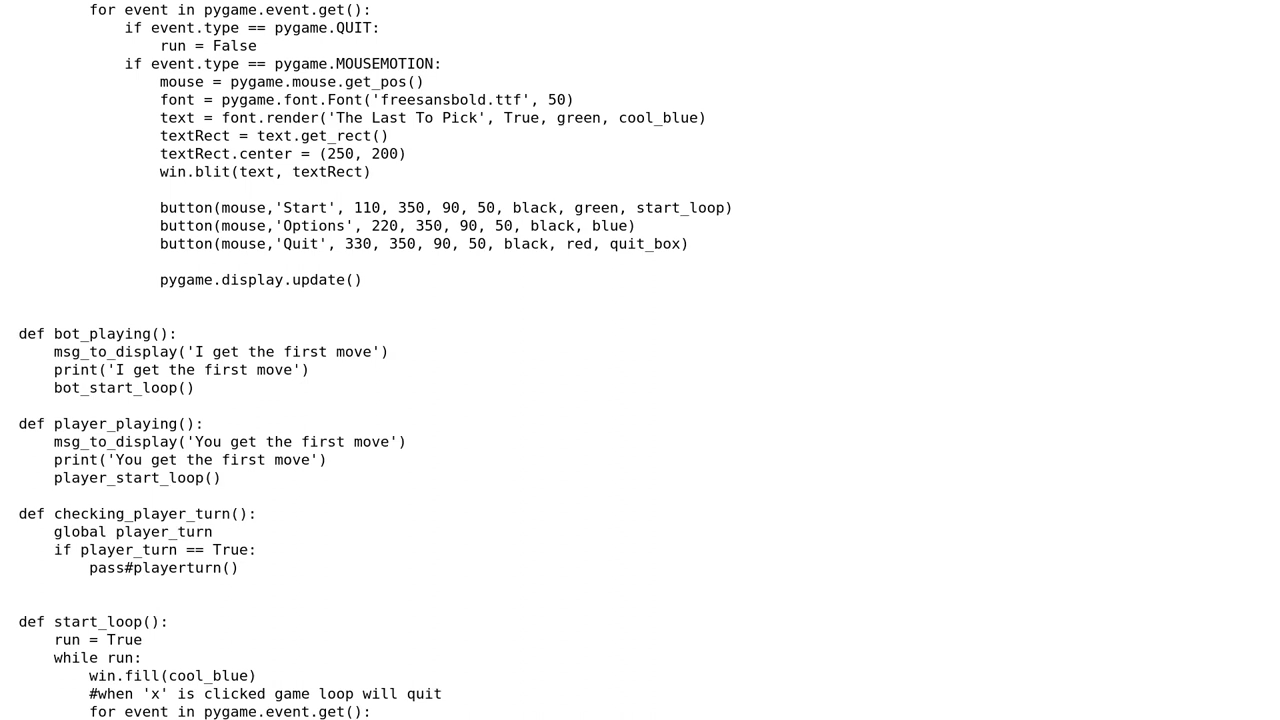 for event in pygame.event.get():
if event.type == pygame.QUIT:
run = False
if event.type == pygame.MOUSEMOTION:
mouse = pygame.mouse.get_pos()
font = pygame.font.Font('freesansbold.ttf', 50)
text = font.render('The Last To Pick', True, green, cool_blue)
textRect = text.get_rect()
textRect.center = (250, 200)
win.blit(text, textRect)
button(mouse,'Start', 110, 350, 90, 50, black, green, start_loop)
button(mouse,'Options', 220, 350, 90, 50, black, blue)
button(mouse,'Quit', 330, 350, 90, 50, black, red, quit_box)
pygame.display.update()
def bot_playing():
msg_to_display('I get the first move')
print('I get the first move')
bot_start_loop()
def player_playing():
msg_to_display('You get the first move')
print('You get the first move')
player_start_loop()
def checking_player_turn():
global player_turn
if player_turn == True:
pass#playerturn()
def start_loop():
run = True
while run:
win.fill(cool_blue)
#when 'x' is clicked game loop will quit
for event in pygame.event.get():